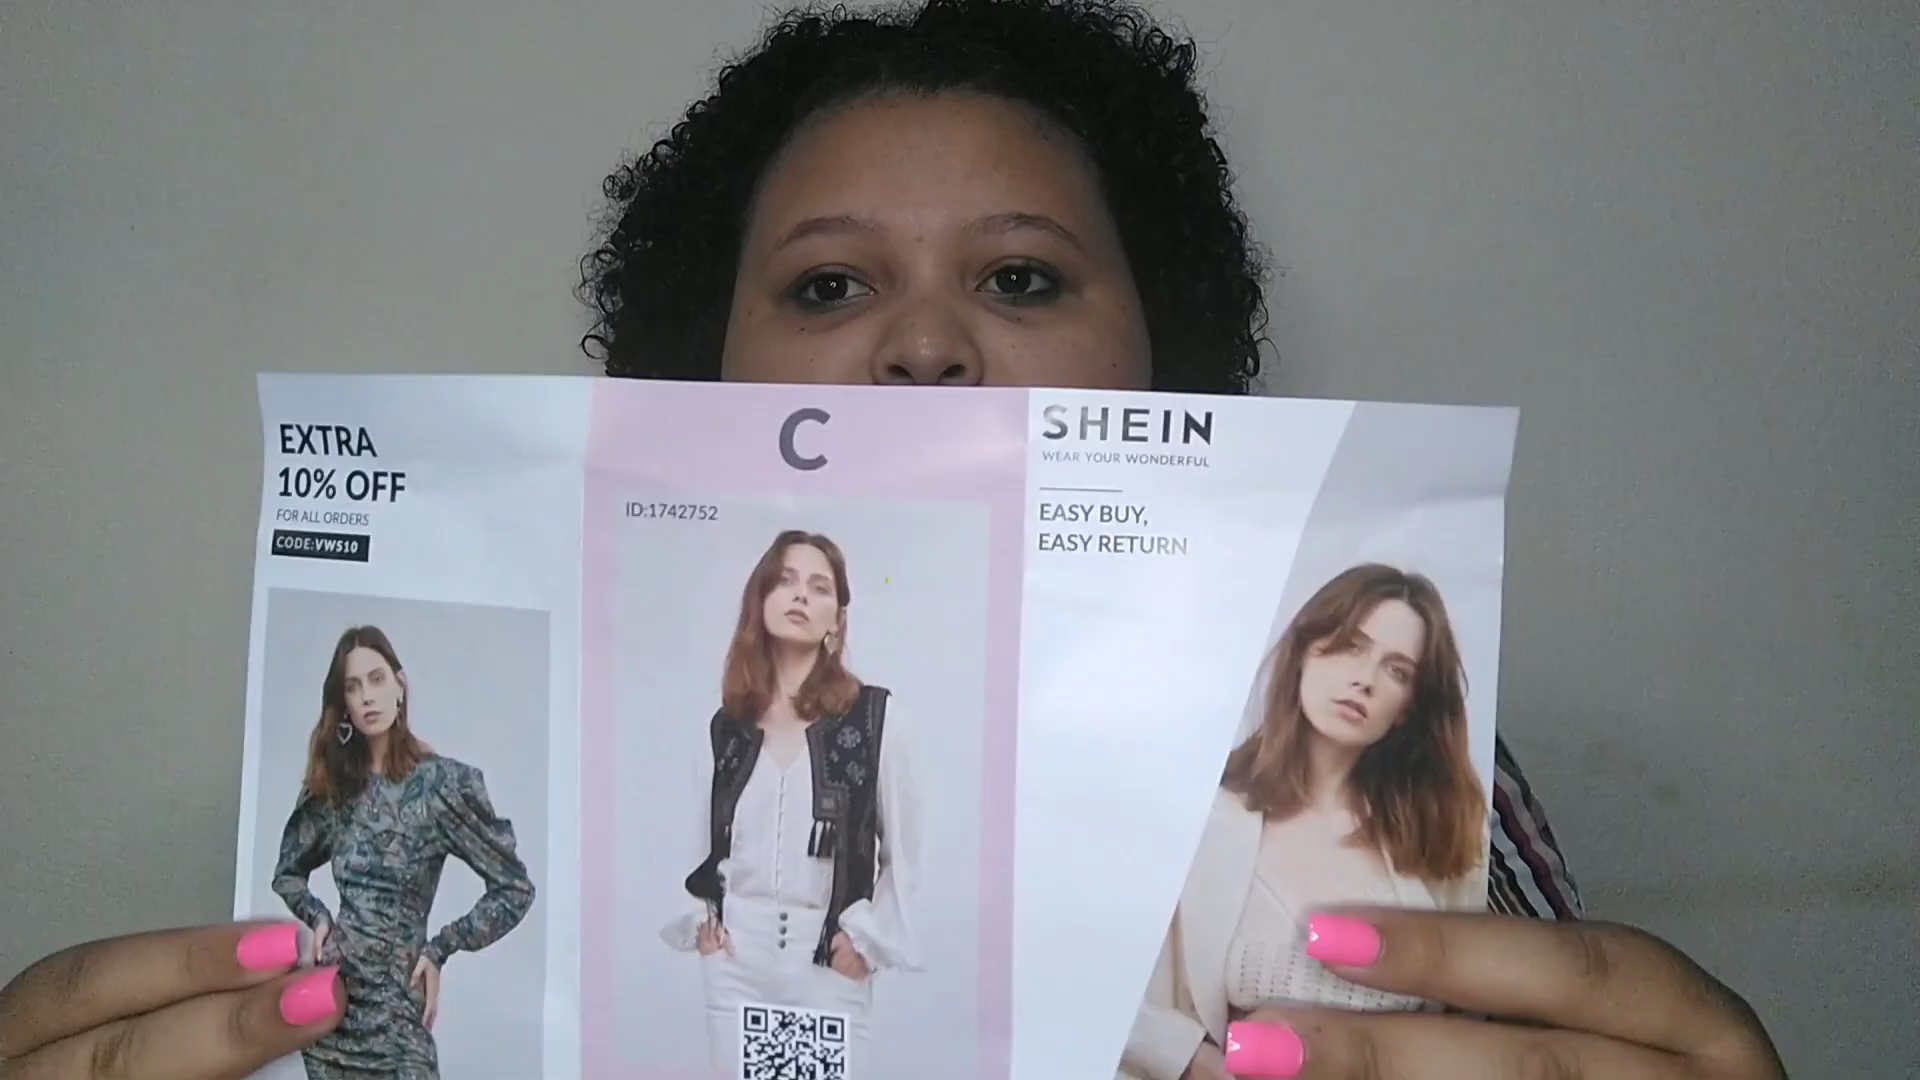 EXTRA
10% OFF
FOR ALL ORDERS
CODE:VWS10
C
ID:1742752
SHEIN
WEAR YOUR WONDERFUL
EASY BUY,
EASY RETURN